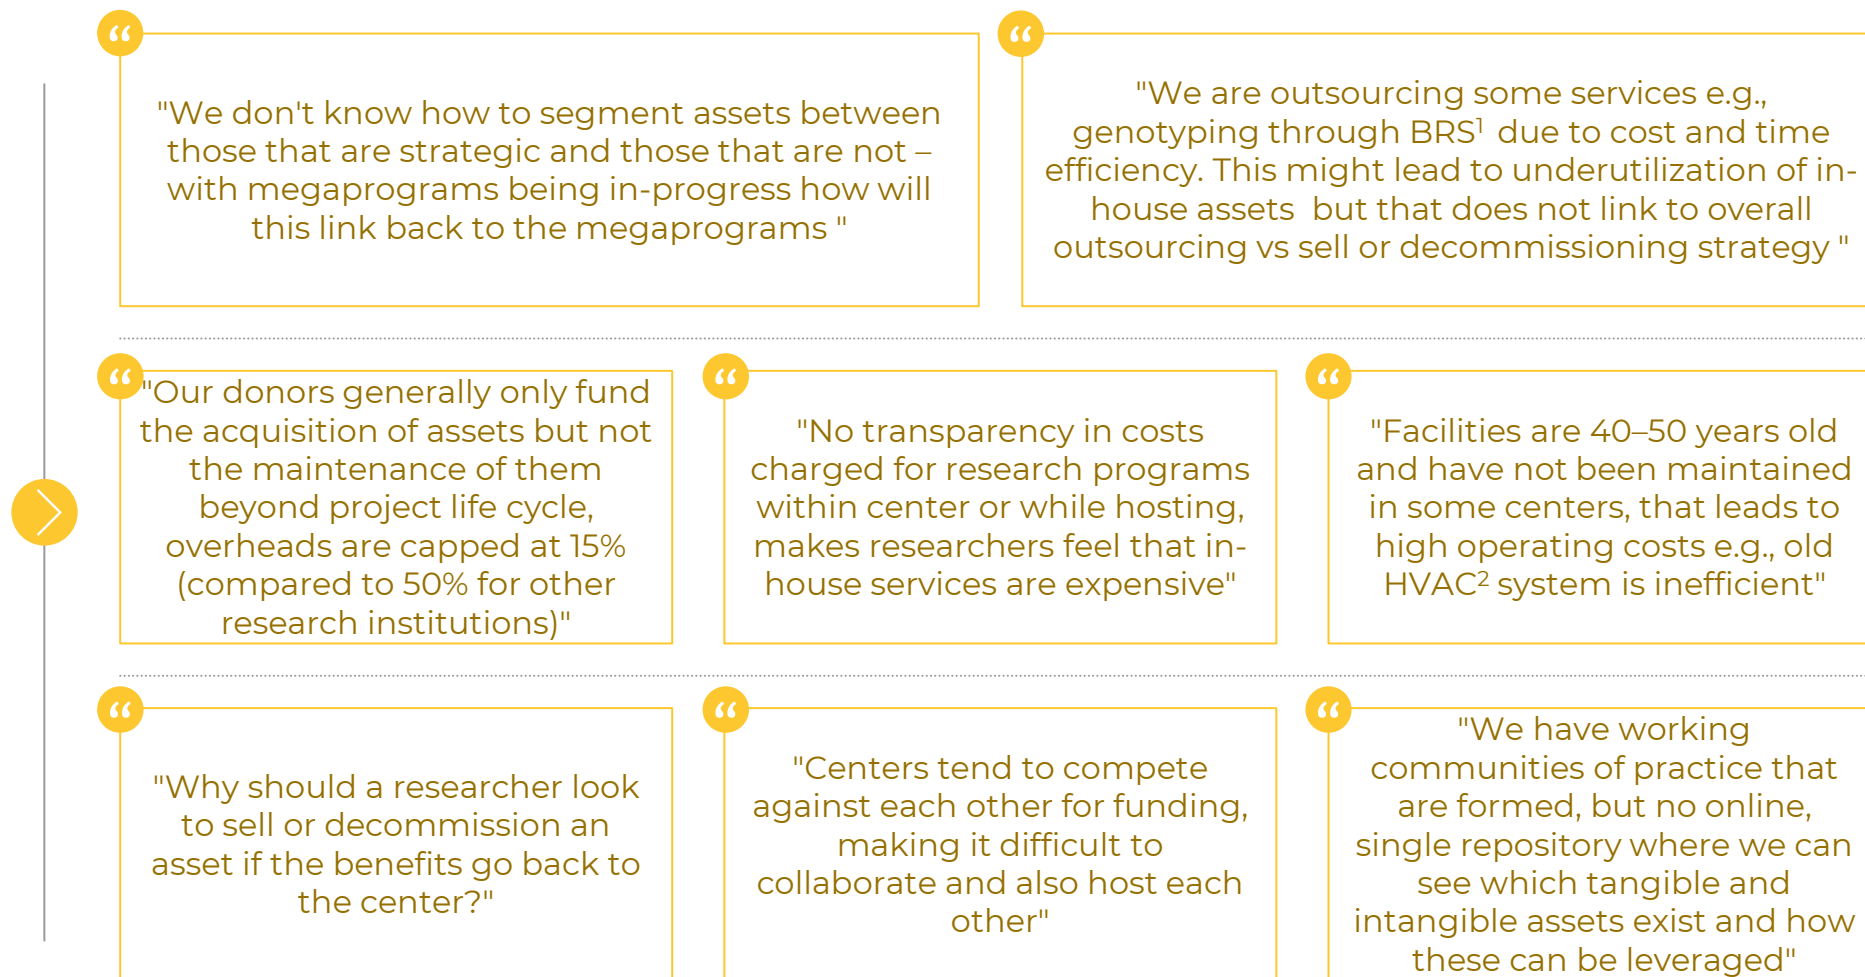 "We don't know how to segment assets between
those that are strategic and those that are not –
with megaprograms being in-progress how will
this link back to the megaprograms "
"We are outsourcing some services e.g.,
genotyping through BRS¹ due to cost and time
efficiency. This might lead to underutilization of in-
house assets  but that does not link to overall
outsourcing vs sell or decommissioning strategy "
"Our donors generally only fund
the acquisition of assets but not
the maintenance of them
beyond project life cycle,
overheads are capped at 15%
(compared to 50% for other
research institutions)"
"No transparency in costs
charged for research programs
within center or while hosting,
makes researchers feel that in-
house services are expensive"
"Facilities are 40–50 years old
and have not been maintained
in some centers, that leads to
high operating costs e.g., old
HVAC² system is inefficient"
"Why should a researcher look
to sell or decommission an
asset if the benefits go back to
the center?"
"Centers tend to compete
against each other for funding,
making it difficult to
collaborate and also host each
other"
"We have working
communities of practice that
are formed, but no online,
single repository where we can
see which tangible and
intangible assets exist and how
these can be leveraged"